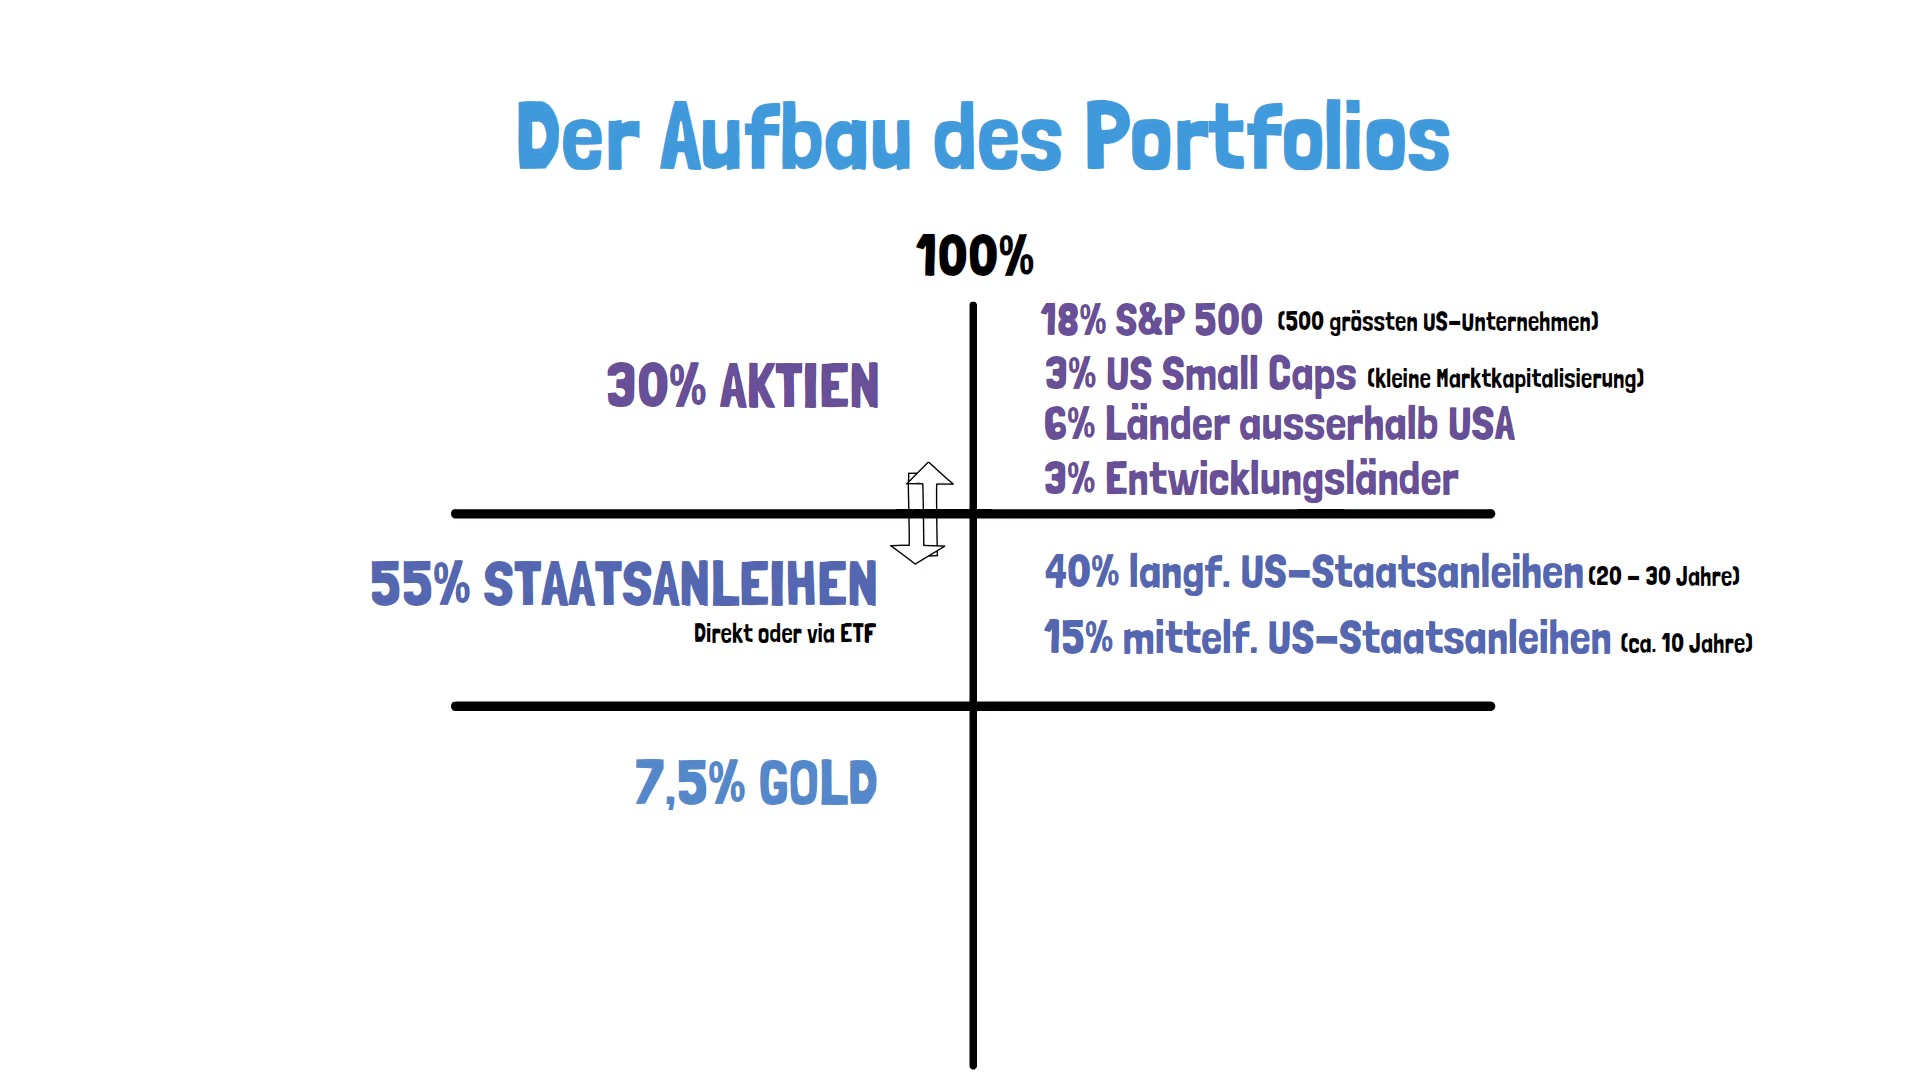 Der Aufbau des Portfolios
100%
30% AKTIEN
18% S&P 500 (500 grössten US-Unternehmen)
3% US Small Caps (kleine Marktkapitalisierung)
6% Länder ausserhalb USA
3% Entwicklungsländer
55% STAATSANLEIHEN
Direkt oder via ETF
40% langf. US-Staatsanleihen (20 - 30 Jahre)
15% mittelf. US-Staatsanleihen (ca. 10 Jahre)
7,5% GOLD